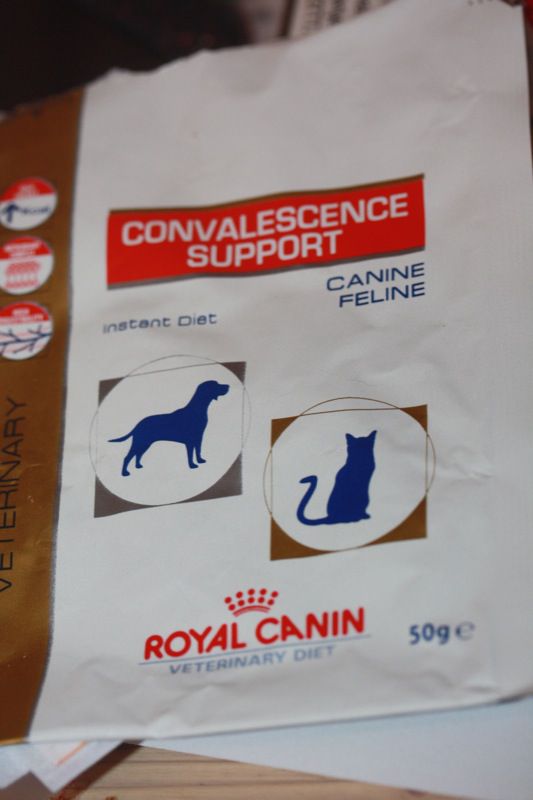 CONVALESCENCE
SUPPORT
CANINE
FELINE
Instant Diet
VETERINARY
ROYAL CANIN
VETERINARY DIET
50g e